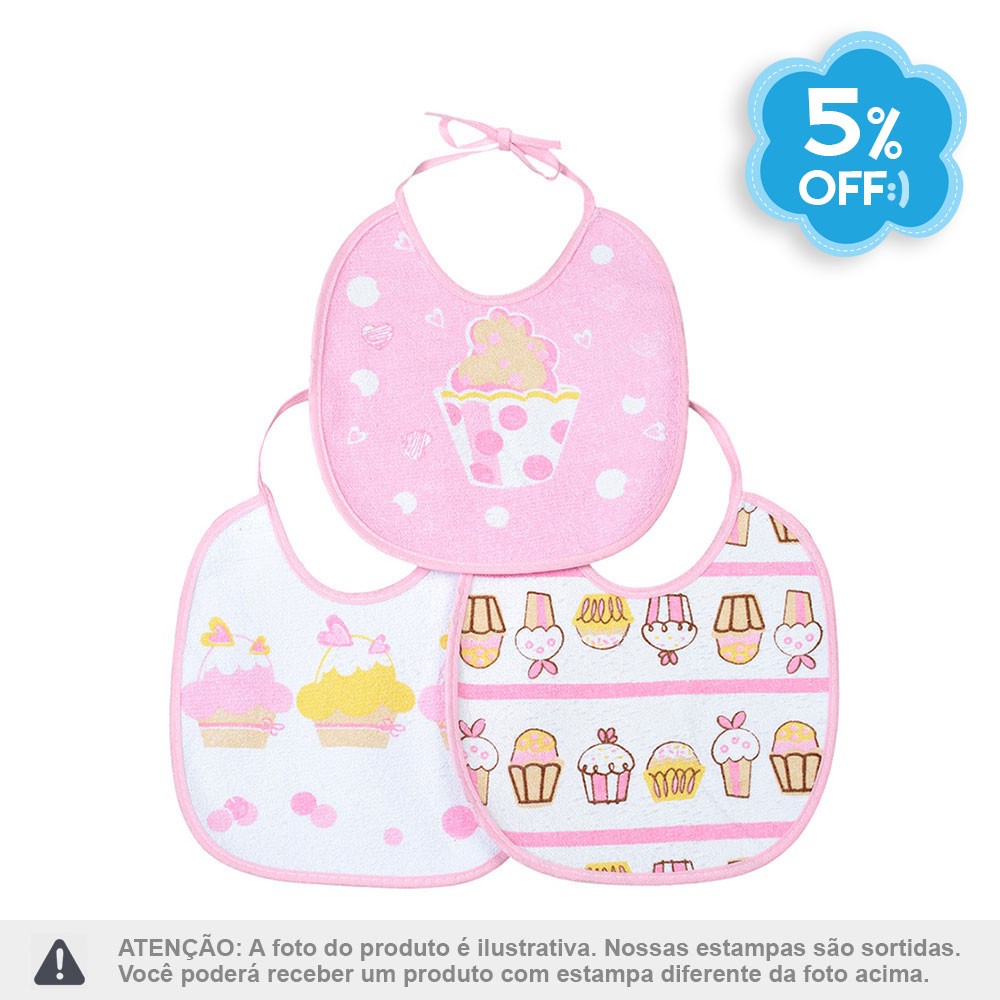 5%
OFF:)
ATENÇÃO: A foto do produto é ilustrativa. Nossas estampas são sortidas.
Você poderá receber um produto com estampa diferente da foto acima.